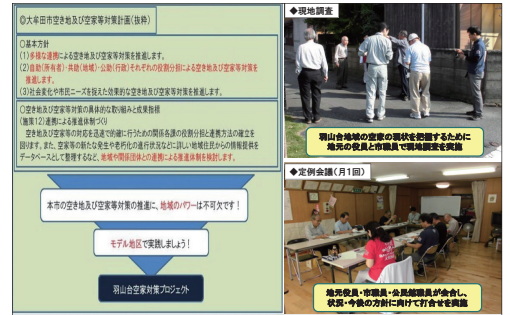 ◎大牟田市空き地及び空家等対策計画(抜粋)
○基本方針
(1)多様な連携による空き地及び空家等対策を推進します。
(2)自助(所有者)・共助(地域)・公助(行政)それぞれの役割分担による空き地及び空家等対策を
推進します。
(3)社会変化や市民ニーズを捉えた効果的な空き地及び空家等対策を推進します。
○空き地及び空家等対策の具体的な取り組みと成果指標
(施策12)連携による推進体制づくり
空き地及び空家等の対応を迅速で的確に行うための関係各課の役割分担と連携方法の確立を
図ります。また、空家等の新たな発生や老朽化の進行状況などに詳しい地域住民からの情報提供を
データベースとして整理するなど、地域や関係団体との連携による推進体制を検討します。
本市の空き地及び空家等対策の推進に、地域のパワーは不可欠です!
モデル地区で実践しましょう!
羽山台空家対策プロジェクト
◆現地調査
羽山台地域の空家の現状を把握するために
地元の役員と市職員で現地調査を実施
◆定例会議(月1回)
地元役員・市職員・公民館職員が会合し、
状況・今後の方針に向けて打合せを実施